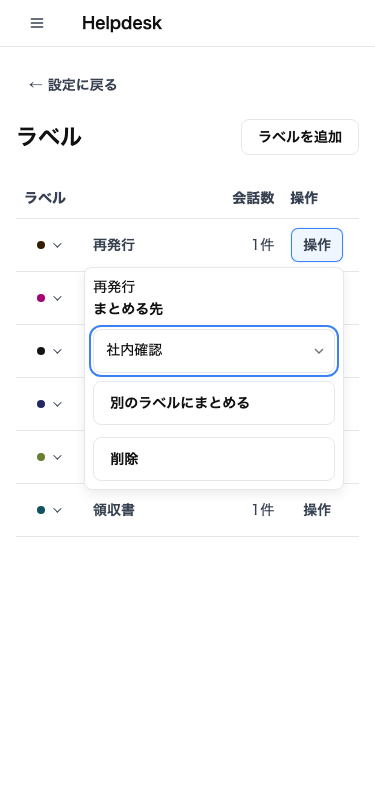 Helpdesk
← 設定に戻る
ラベル
ラベルを追加
ラベル 会話数 操作
再発行 1件 操作
再発行
まとめる先
社内確認
別のラベルにまとめる
削除
領収書 1件 操作